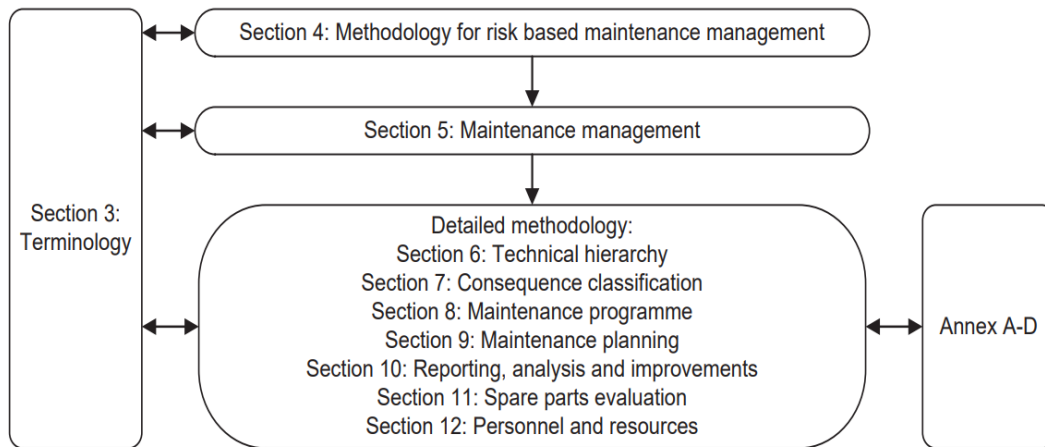 Section 4: Methodology for risk based maintenance management
Section 5: Maintenance management
Section 3:
Terminology
Detailed methodology:
Section 6: Technical hierarchy
Section 7: Consequence classification
Section 8: Maintenance programme
Section 9: Maintenance planning
Section 10: Reporting, analysis and improvements
Section 11: Spare parts evaluation
Section 12: Personnel and resources
Annex A-D